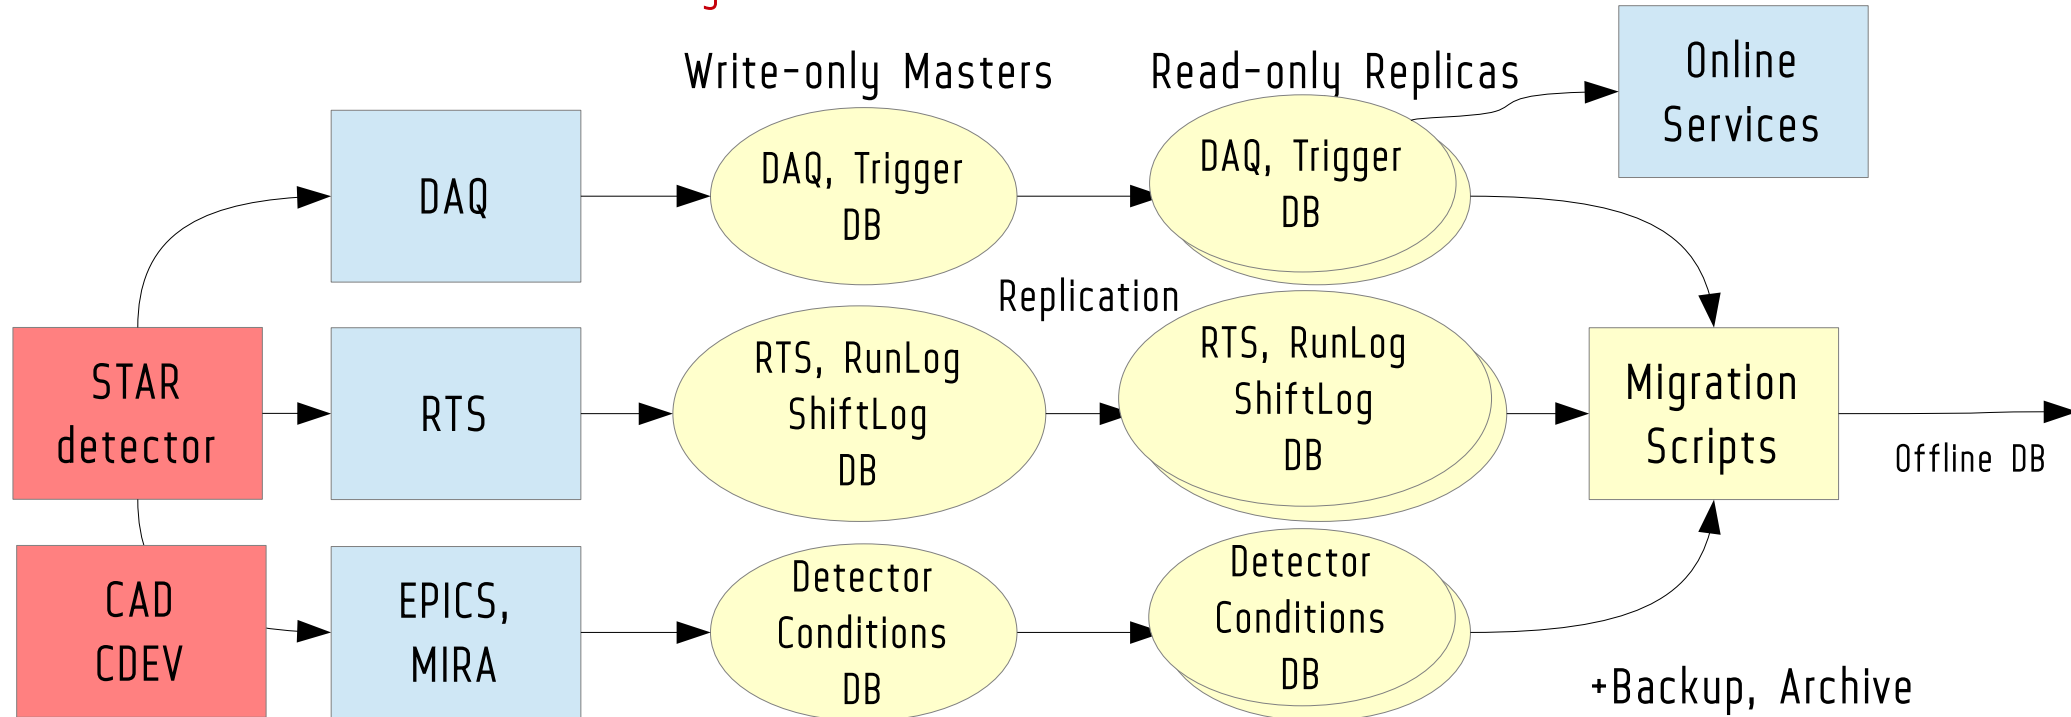 Write-only Masters
Read-only Replicas
Online
Services
DAQ
DAQ, Trigger
DB
DAQ, Trigger
DB
Replication
STAR
detector
RTS
RTS, RunLog
ShiftLog
DB
RTS, RunLog
ShiftLog
DB
Migration
Scripts
Offline DB
CAD
CDEV
EPICS,
MIRA
Detector
Conditions
DB
Detector
Conditions
DB
+Backup, Archive